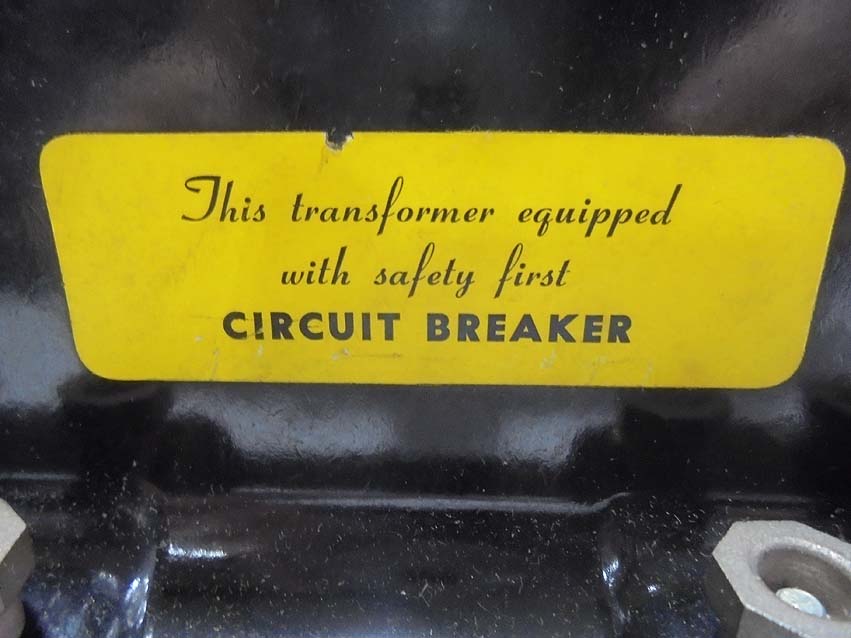 This transformer equipped
with safety first
CIRCUIT BREAKER